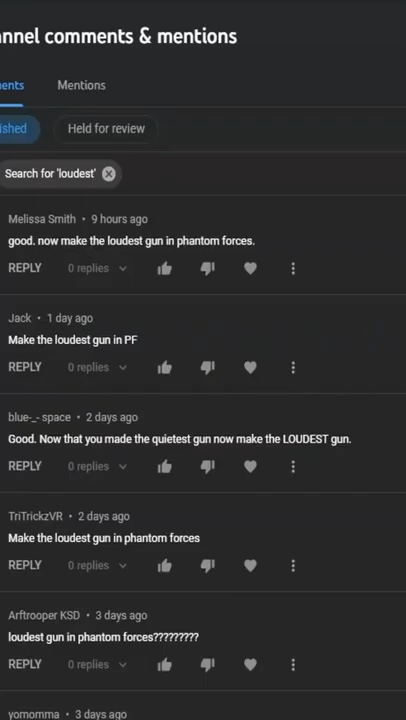 nnel comments & mentions
ents Mentions
ished Held for review
Search for 'loudest'
Melissa Smith • 9 hours ago
good. now make the loudest gun in phantom forces.
REPLY 0 replies
Jack • 1 day ago
Make the loudest gun in PF
REPLY 0 replies
blue-_- space • 2 days ago
Good. Now that you made the quietest gun now make the LOUDEST gun.
REPLY 0 replies
TriTrickzVR • 2 days ago
Make the loudest gun in phantom forces
REPLY 0 replies
Arftrooper KSD • 3 days ago
loudest gun in phantom forces?????????
REPLY 0 replies
yomomma • 3 days ago